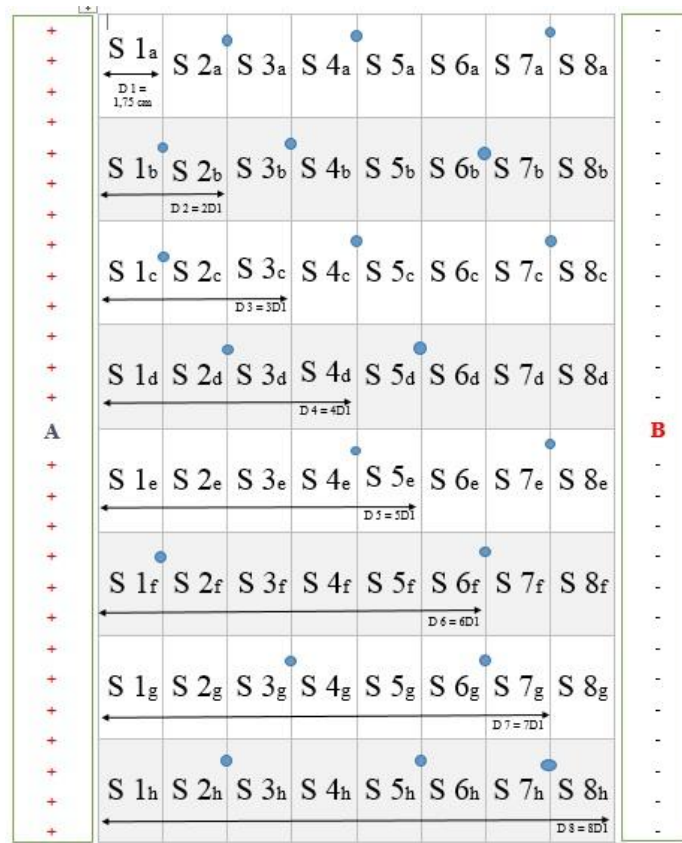 +
+
+
+
+
+
+
+
+
+
+
+
+
A
+
+
+
+
+
+
+
+
+
+
+
+
+
S 1a S 2a S 3a S 4a S 5a S 6a S 7a S 8a
D 1 =
1,75 cm
S 1b S 2b S 3b S 4b S 5b S 6b S 7b S 8b
D 2 = 2D1
S 1c S 2c S 3c S 4c S 5c S 6c S 7c S 8c
D 3 = 3D1
S 1d S 2d S 3d S 4d S 5d S 6d S 7d S 8d
D 4 = 4D1
S 1e S 2e S 3e S 4e S 5e S 6e S 7e S 8e
D 5 = 5D1
S 1f S 2f S 3f S 4f S 5f S 6f S 7f S 8f
D 6 = 6D1
S 1g S 2g S 3g S 4g S 5g S 6g S 7g S 8g
D 7 = 7D1
S 1h S 2h S 3h S 4h S 5h S 6h S 7h S 8h
D 8 = 8D1
-
-
-
-
-
-
-
-
-
-
-
-
-
B
-
-
-
-
-
-
-
-
-
-
-
-
-